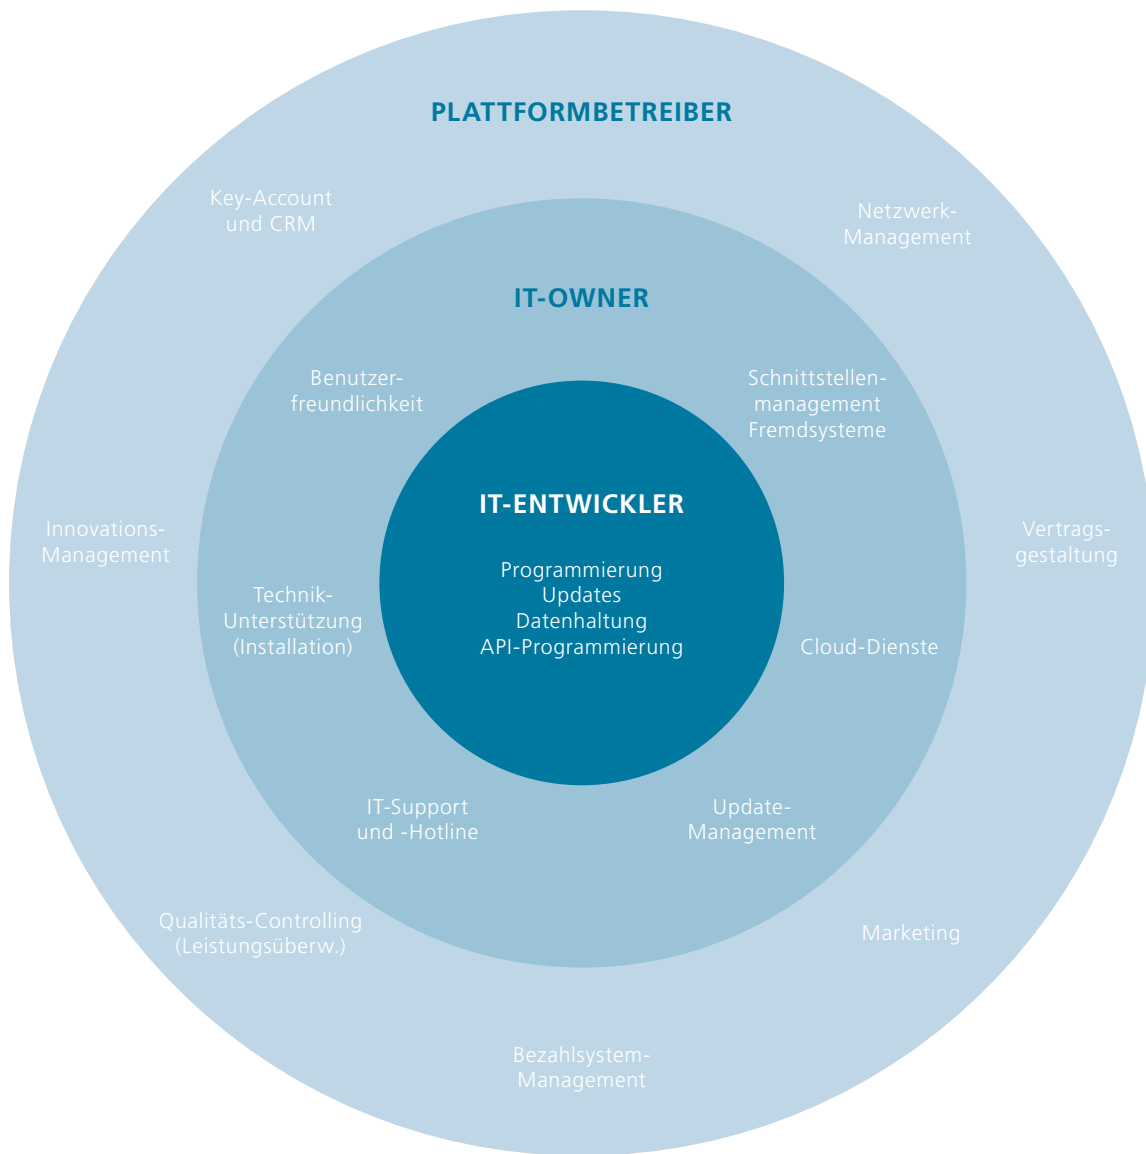 PLATTFORMBETREIBER
Key-Account
und CRM
Netzwerk-
Management
IT-OWNER
Benutzer-
freundlichkeit
Schnittstellen-
management
Fremdsysteme
IT-ENTWICKLER
Programmierung
Updates
Datenhaltung
API-Programmierung
Innovations-
Management
Vertrags-
gestaltung
Technik-
Unterstützung
(Installation)
Cloud-Dienste
IT-Support
und -Hotline
Update-
Management
Qualitäts-Controlling
(Leistungsüberw.)
Marketing
Bezahlsystem-
Management